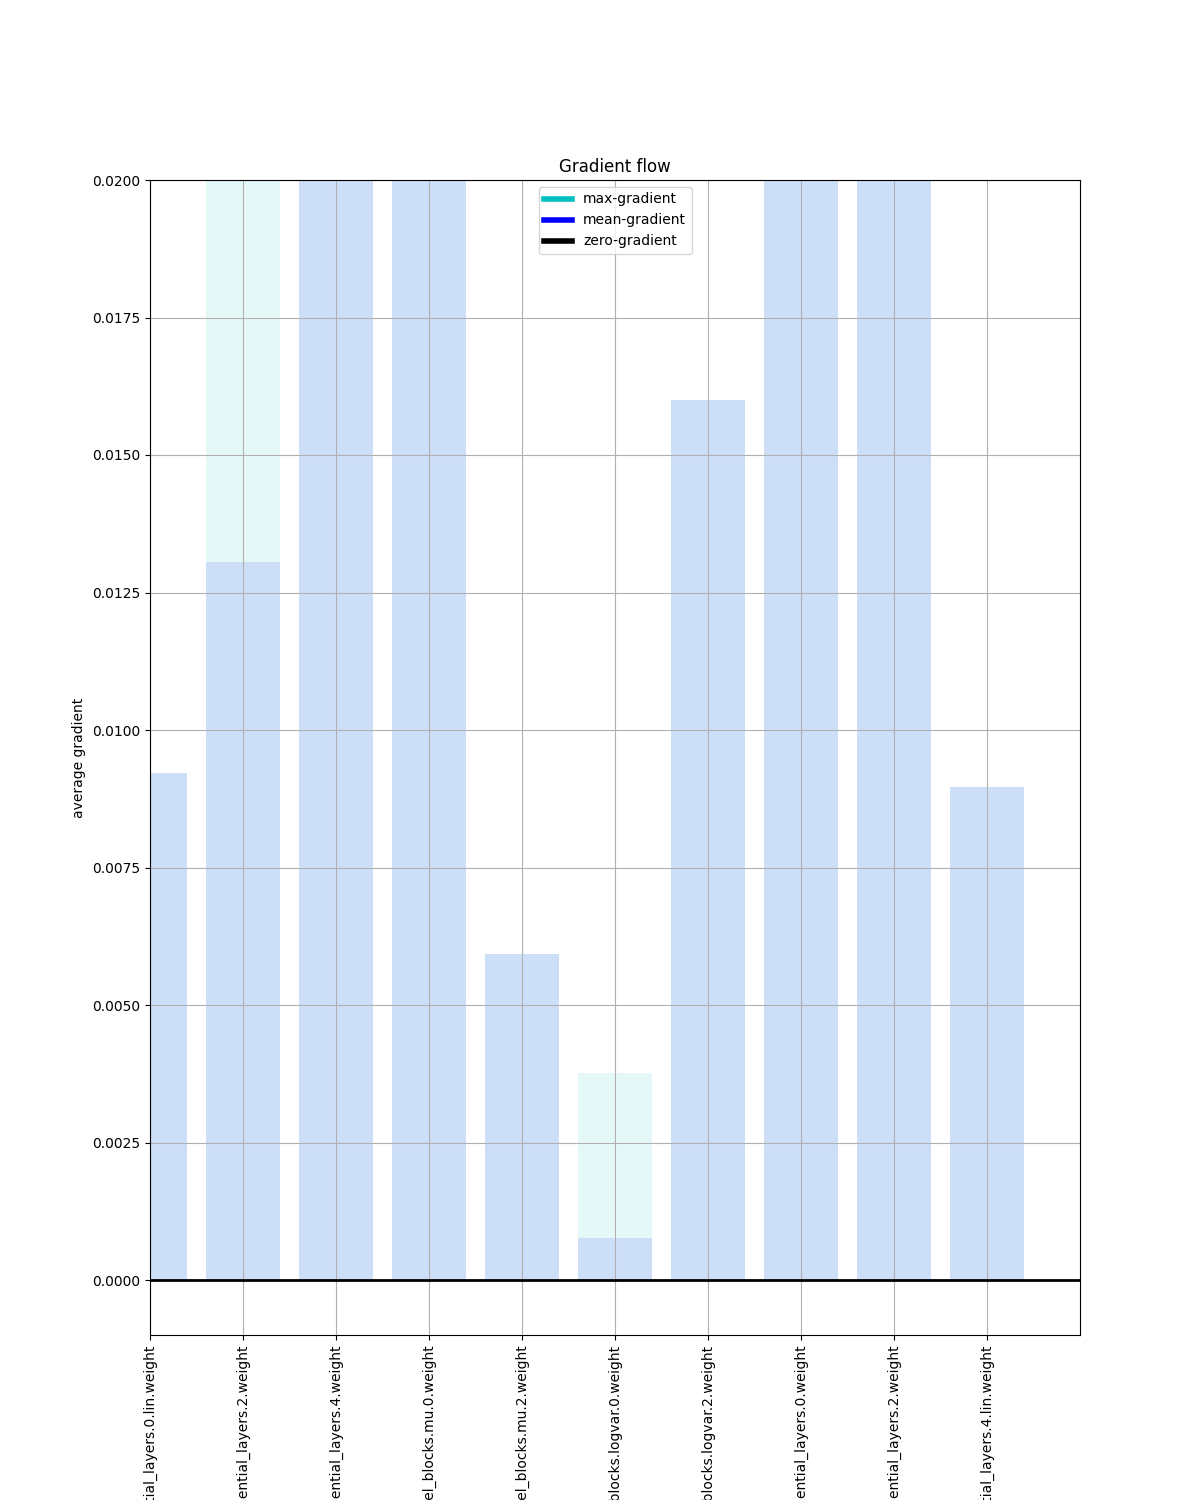 Gradient flow
max-gradient
mean-gradient
zero-gradient
0.0200
0.0175
0.0150
0.0125
0.0100
0.0075
0.0050
0.0025
0.0000
average gradient
tial_layers.0.lin.weight
ential_layers.2.weight
ential_layers.4.weight
el_blocks.mu.0.weight
el_blocks.mu.2.weight
blocks.logvar.0.weight
blocks.logvar.2.weight
ential_layers.0.weight
ential_layers.2.weight
tial_layers.4.lin.weight